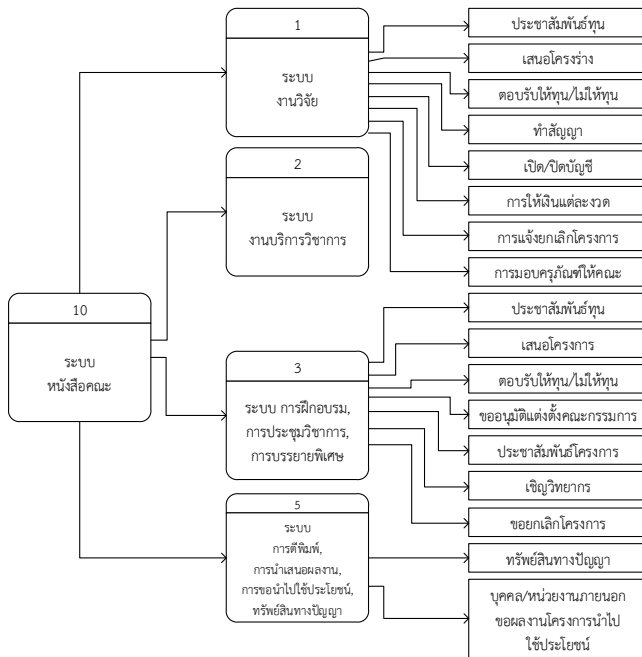 1
ระบบ
งานวิจัย
ประชาสัมพันธ์ทุน
เสนอโครงร่าง
ตอบรับให้ทุน/ไม่ให้ทุน
ทำสัญญา
เปิด/ปิดบัญชี
การให้เงินแต่ละงวด
การแจ้งยกเลิกโครงการ
การมอบครุภัณฑ์ให้คณะ
2
ระบบ
งานบริการวิชาการ
10
ระบบ
หนังสือคณะ
3
ระบบ การฝึกอบรม,
การประชุมวิชาการ,
การบรรยายพิเศษ
ประชาสัมพันธ์ทุน
เสนอโครงการ
ตอบรับให้ทุน/ไม่ให้ทุน
ขออนุมัติแต่งตั้งคณะกรรมการ
ประชาสัมพันธ์โครงการ
เชิญวิทยากร
ขอยกเลิกโครงการ
5
ระบบ
การตีพิมพ์,
การนำเสนอผลงาน,
การขอนำไปใช้ประโยชน์,
ทรัพย์สินทางปัญญา
ทรัพย์สินทางปัญญา
บุคคล/หน่วยงานภายนอก
ขอผลงานโครงการนำไป
ใช้ประโยชน์